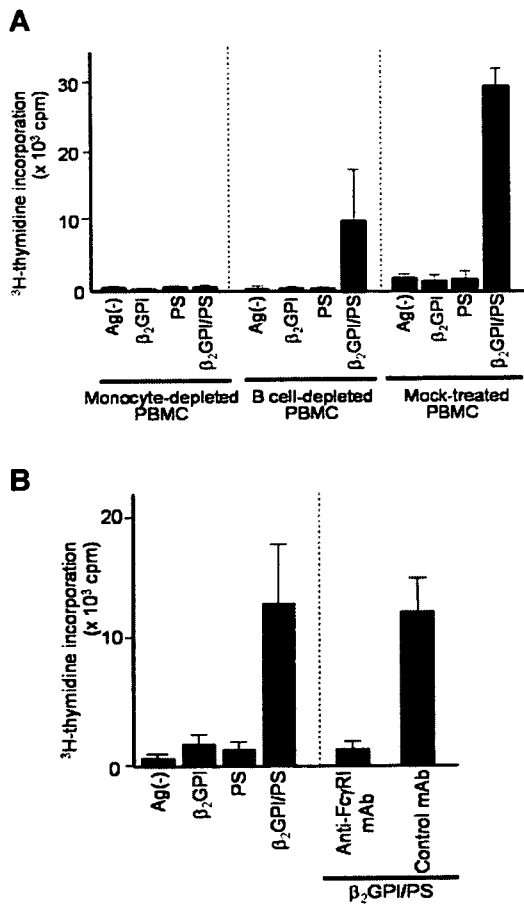 A
³H-thymidine incorporation
(x 10³ cpm)
30
20
10
0
Ag(-)
β₂GPI
PS
β₂GPI/PS
Ag(-)
β₂GPI
PS
β₂GPI/PS
Ag(-)
β₂GPI
PS
β₂GPI/PS
Monocyte-depleted
PBMC
B cell-depleted
PBMC
Mock-treated
PBMC
B
³H-thymidine incorporation
(x 10³ cpm)
20
10
0
Ag(-)
β₂GPI
PS
β₂GPI/PS
Anti-FcγRI
mAb
Control mAb
β₂GPI/PS